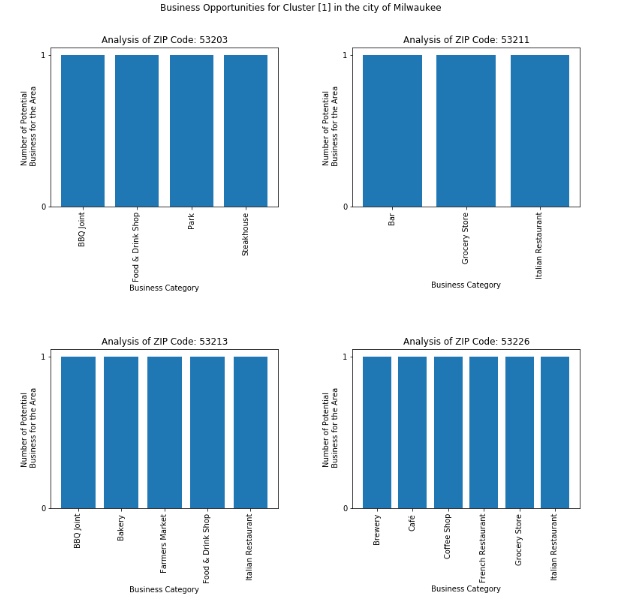 Business Opportunities for Cluster [1] in the city of Milwaukee
Analysis of ZIP Code: 53203
Number of Potential
Business for the Area
1
0
BBQ Joint
Food & Drink Shop
Park
Steakhouse
Business Category
Analysis of ZIP Code: 53211
Number of Potential
Business for the Area
1
0
Bar
Grocery Store
Italian Restaurant
Business Category
Analysis of ZIP Code: 53213
Number of Potential
Business for the Area
1
0
BBQ Joint
Bakery
Farmers Market
Food & Drink Shop
Italian Restaurant
Business Category
Analysis of ZIP Code: 53226
Number of Potential
Business for the Area
1
0
Brewery
Café
Coffee Shop
French Restaurant
Grocery Store
Italian Restaurant
Business Category